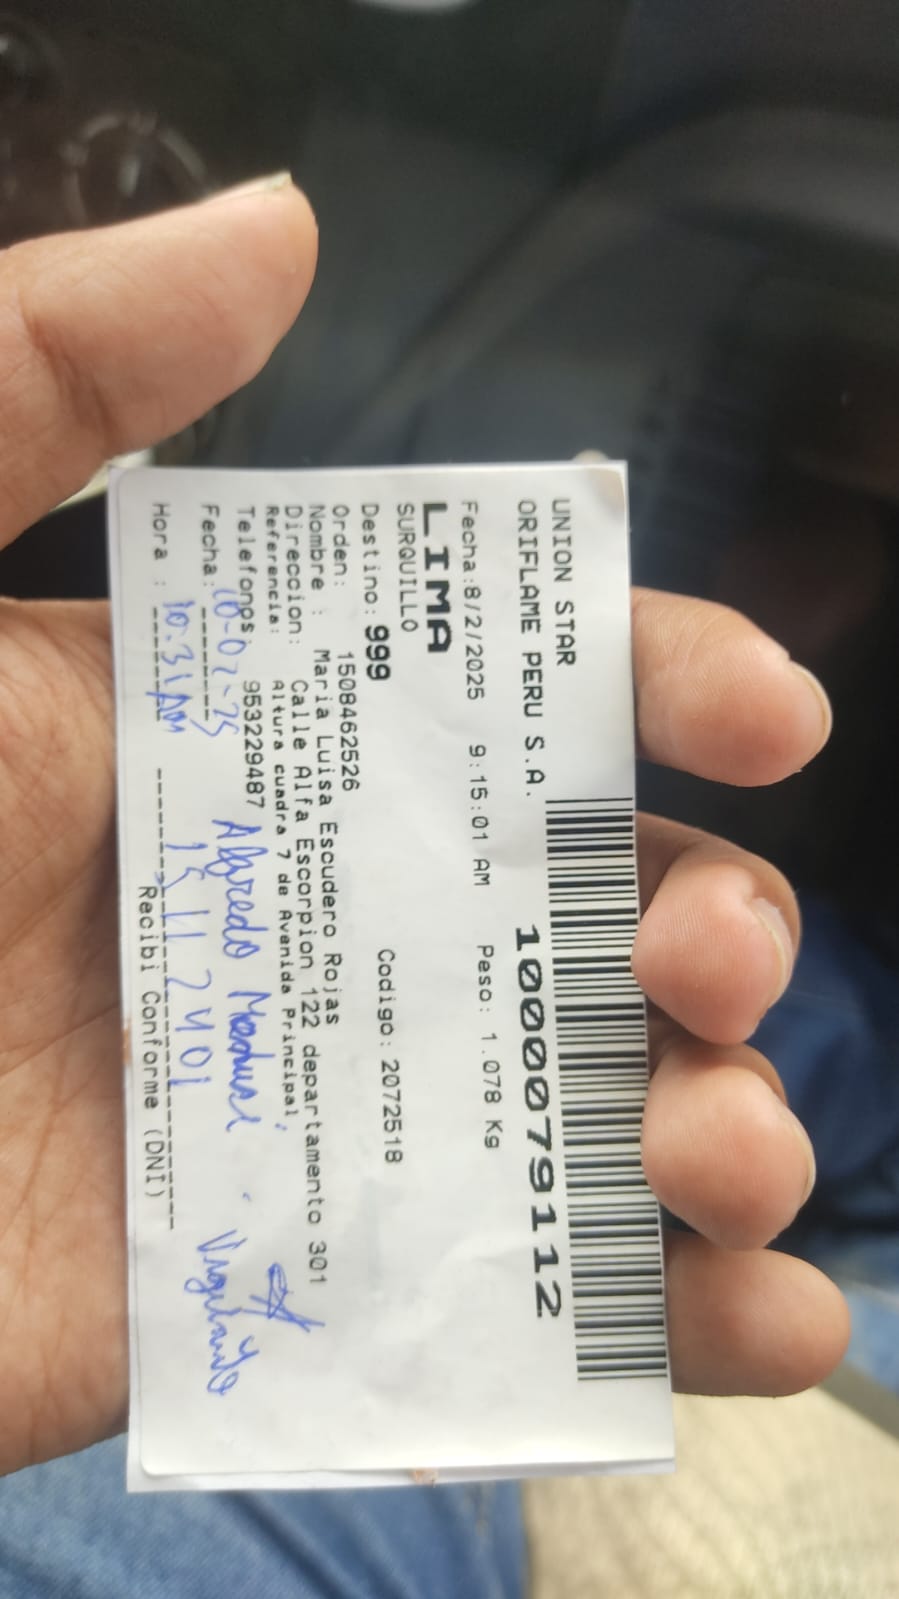 UNION STAR
ORIFLAME PERU S.A. 1000079112
Fecha:8/2/2025 9:15:01 AM Peso: 1.078 Kg
LIMA
SURQUILLO
Destino: 999 Codigo: 2072518
Orden: 1508462526
Nombre : Maria Luisa Escudero Rojas
Direccion: Calle Alfa Escorpion 122 departamento 301
Referencia: Altura cuadra 7 de Avenida Principal,
Telefonos: 953229487 Alfredo
Fecha: 10-02-25
Hora : 10:31AM 15112401
Recibi Conforme (DNI)